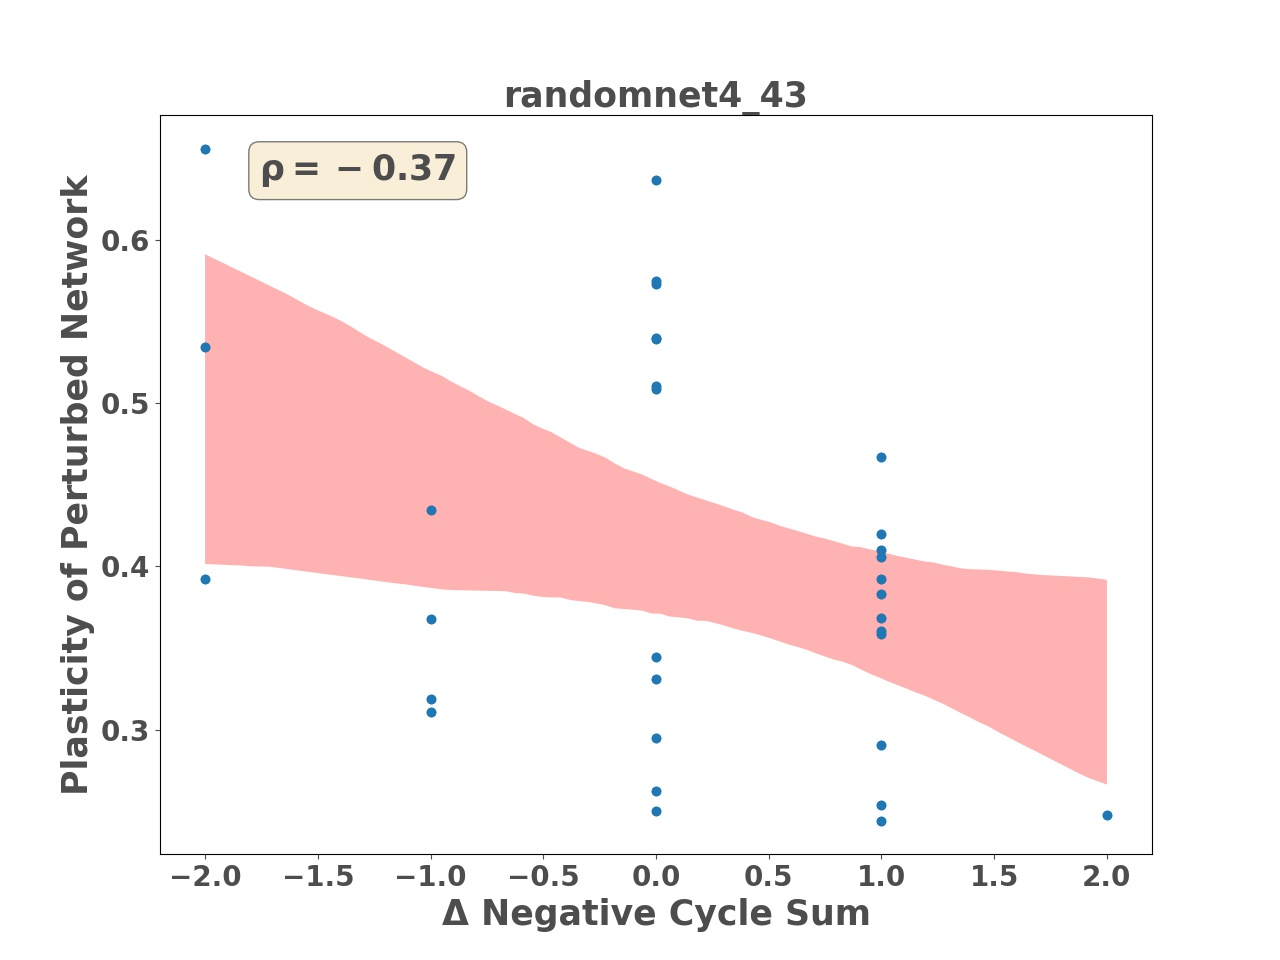 randomnet4_43
ρ = − 0.37
Plasticity of Perturbed Network
0.6
0.5
0.4
0.3
−2.0 −1.5 −1.0 −0.5 0.0 0.5 1.0 1.5 2.0
Δ Negative Cycle Sum